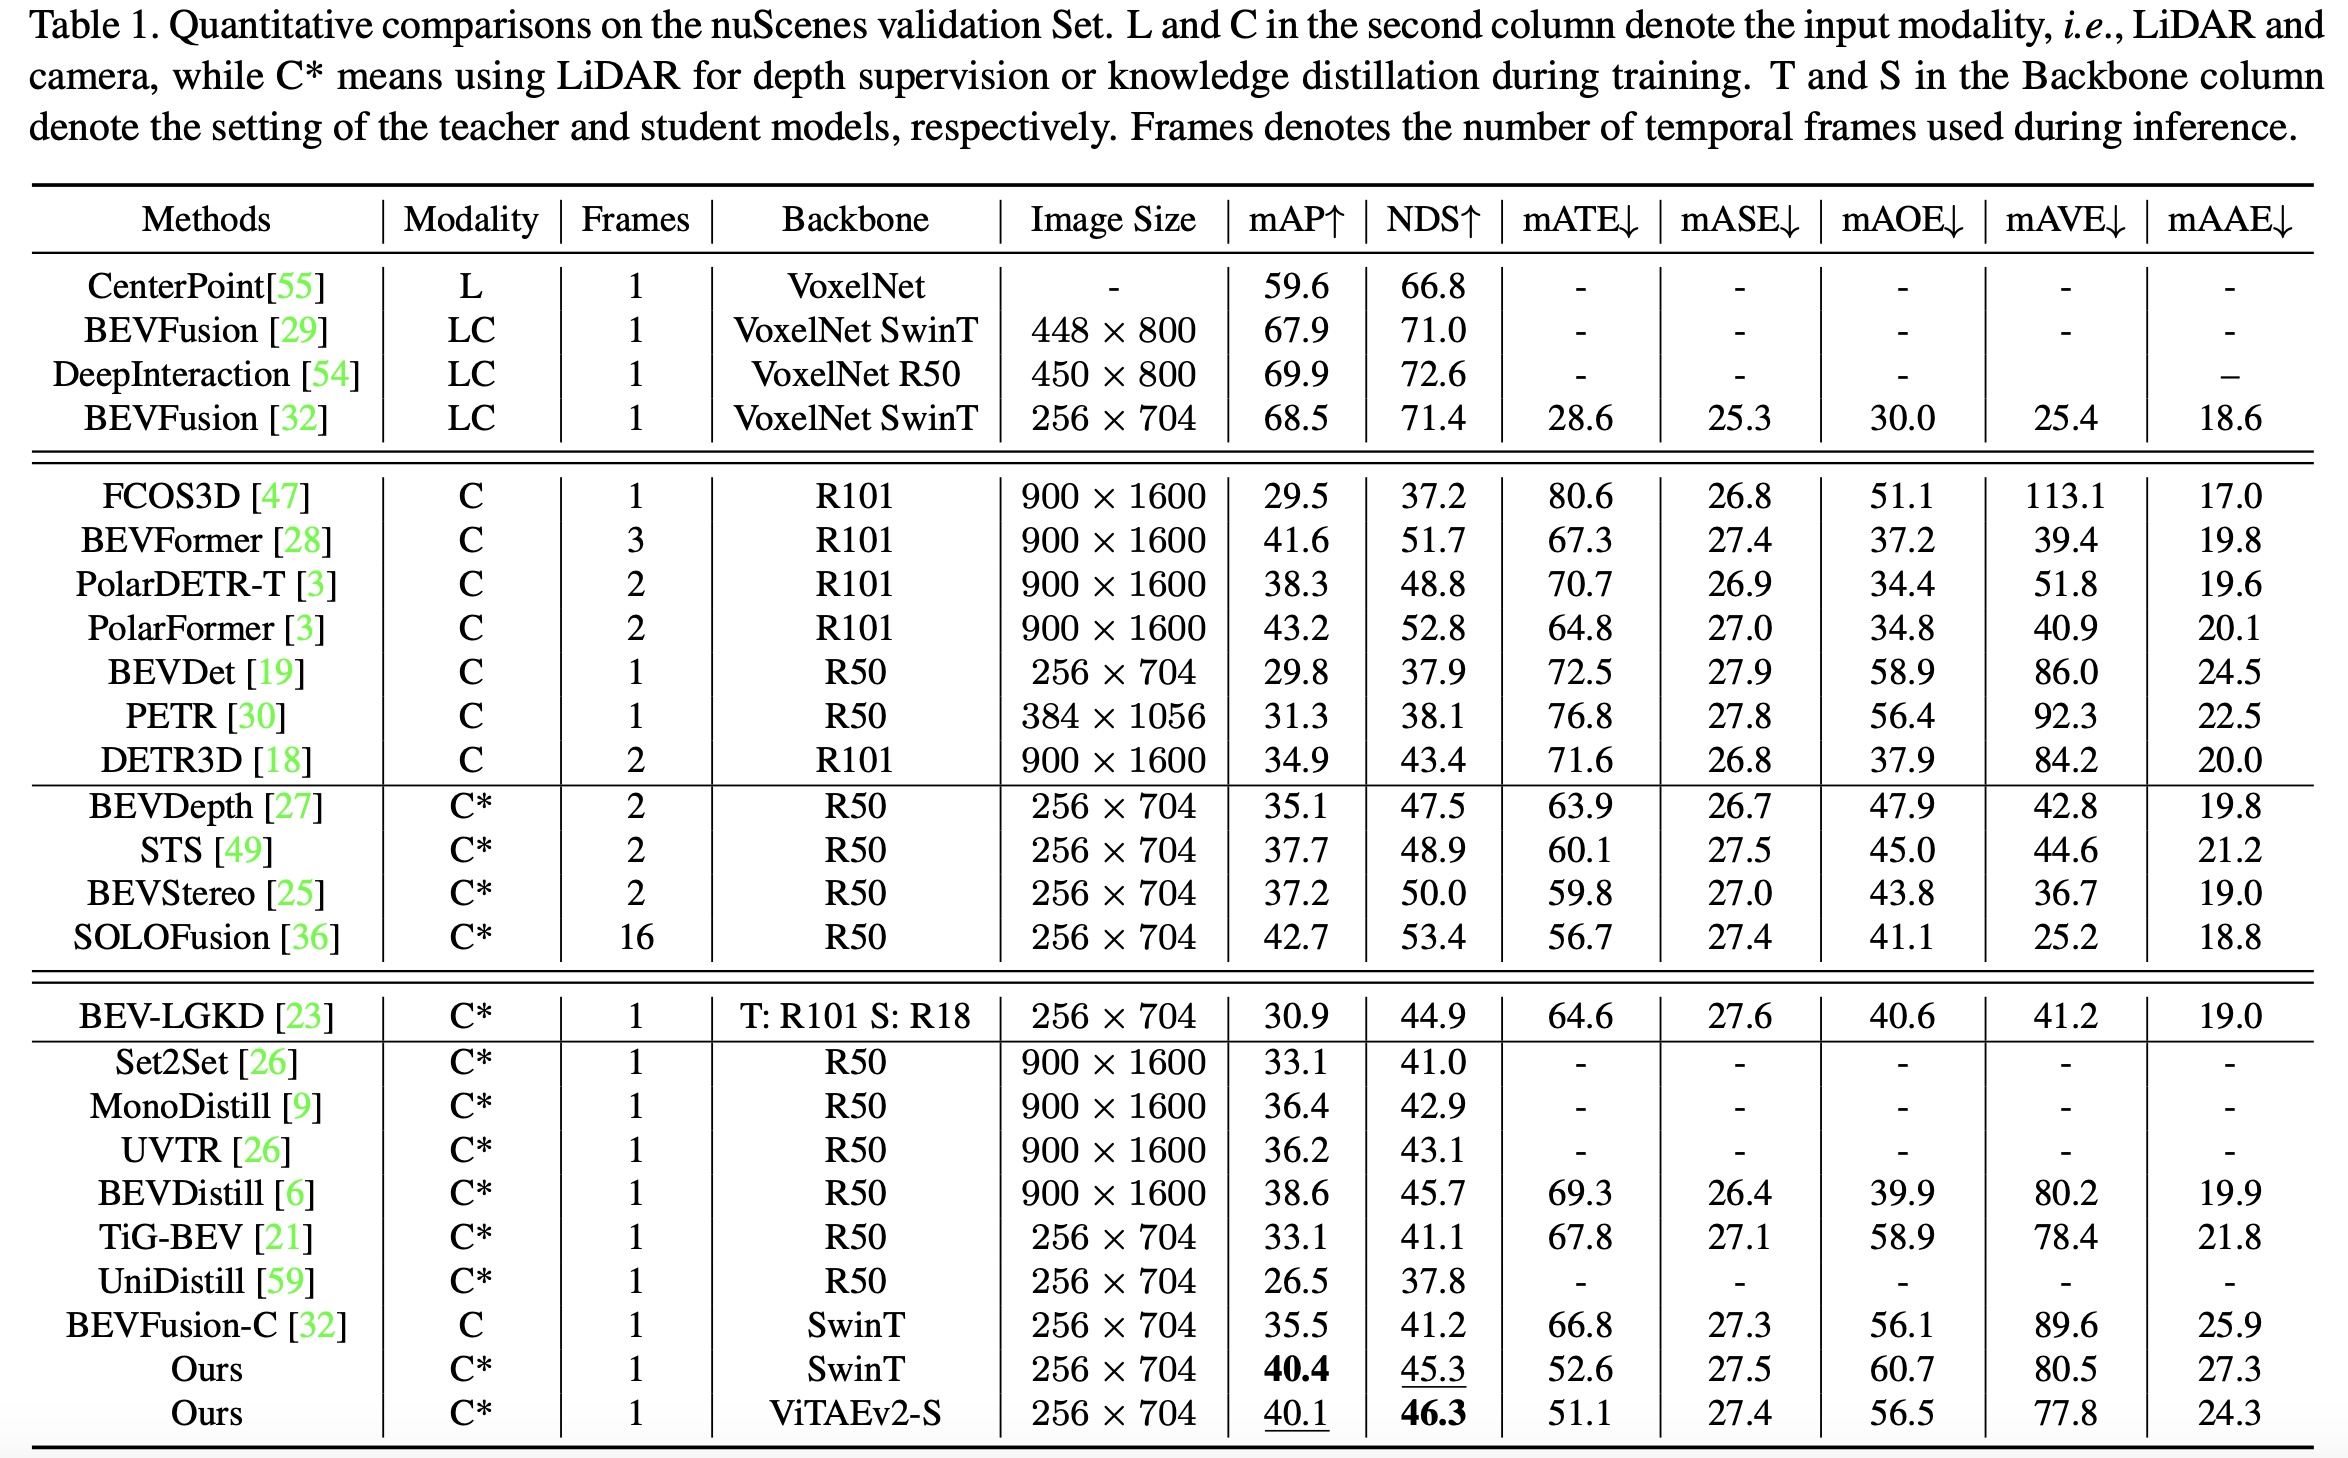 Table 1. Quantitative comparisons on the nuScenes validation Set. L and C in the second column denote the input modality, i.e., LiDAR and
camera, while C* means using LiDAR for depth supervision or knowledge distillation during training. T and S in the Backbone column
denote the setting of the teacher and student models, respectively. Frames denotes the number of temporal frames used during inference.
Methods Modality Frames Backbone Image Size mAP↑ NDS↑ mATE↓ mASE↓ mAOE↓ mAVE↓ mAAE↓
CenterPoint[55] L 1 VoxelNet - 59.6 66.8 - - - - -
BEVFusion [29] LC 1 VoxelNet SwinT 448 × 800 67.9 71.0 - - - - -
DeepInteraction [54] LC 1 VoxelNet R50 450 × 800 69.9 72.6 - - - –
BEVFusion [32] LC 1 VoxelNet SwinT 256 × 704 68.5 71.4 28.6 25.3 30.0 25.4 18.6
FCOS3D [47] C 1 R101 900 × 1600 29.5 37.2 80.6 26.8 51.1 113.1 17.0
BEVFormer [28] C 3 R101 900 × 1600 41.6 51.7 67.3 27.4 37.2 39.4 19.8
PolarDETR-T [3] C 2 R101 900 × 1600 38.3 48.8 70.7 26.9 34.4 51.8 19.6
PolarFormer [3] C 2 R101 900 × 1600 43.2 52.8 64.8 27.0 34.8 40.9 20.1
BEVDet [19] C 1 R50 256 × 704 29.8 37.9 72.5 27.9 58.9 86.0 24.5
PETR [30] C 1 R50 384 × 1056 31.3 38.1 76.8 27.8 56.4 92.3 22.5
DETR3D [18] C 2 R101 900 × 1600 34.9 43.4 71.6 26.8 37.9 84.2 20.0
BEVDepth [27] C* 2 R50 256 × 704 35.1 47.5 63.9 26.7 47.9 42.8 19.8
STS [49] C* 2 R50 256 × 704 37.7 48.9 60.1 27.5 45.0 44.6 21.2
BEVStereo [25] C* 2 R50 256 × 704 37.2 50.0 59.8 27.0 43.8 36.7 19.0
SOLOFusion [36] C* 16 R50 256 × 704 42.7 53.4 56.7 27.4 41.1 25.2 18.8
BEV-LGKD [23] C* 1 T: R101 S: R18 256 × 704 30.9 44.9 64.6 27.6 40.6 41.2 19.0
Set2Set [26] C* 1 R50 900 × 1600 33.1 41.0 - - - - -
MonoDistill [9] C* 1 R50 900 × 1600 36.4 42.9 - - - - -
UVTR [26] C* 1 R50 900 × 1600 36.2 43.1 - - - - -
BEVDistill [6] C* 1 R50 900 × 1600 38.6 45.7 69.3 26.4 39.9 80.2 19.9
TiG-BEV [21] C* 1 R50 256 × 704 33.1 41.1 67.8 27.1 58.9 78.4 21.8
UniDistill [59] C* 1 R50 256 × 704 26.5 37.8 - - - - -
BEVFusion-C [32] C 1 SwinT 256 × 704 35.5 41.2 66.8 27.3 56.1 89.6 25.9
Ours C* 1 SwinT 256 × 704 40.4 45.3 52.6 27.5 60.7 80.5 27.3
Ours C* 1 ViTAEv2-S 256 × 704 40.1 46.3 51.1 27.4 56.5 77.8 24.3